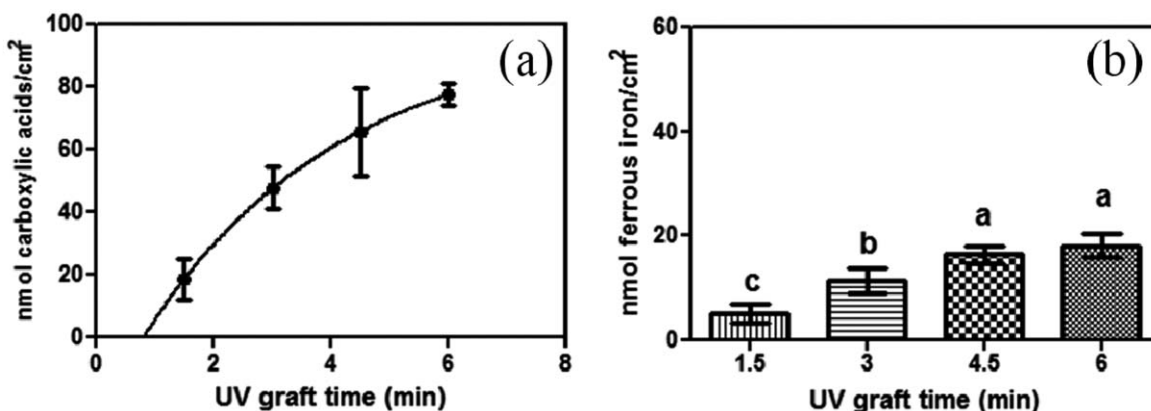 (a)
nmol carboxylic acids/cm²
100
80
60
40
20
0
0 2 4 6 8
UV graft time (min)
(b)
nmol ferrous iron/cm²
60
40
20
0
c
b
a
a
1.5 3 4.5 6
UV graft time (min)